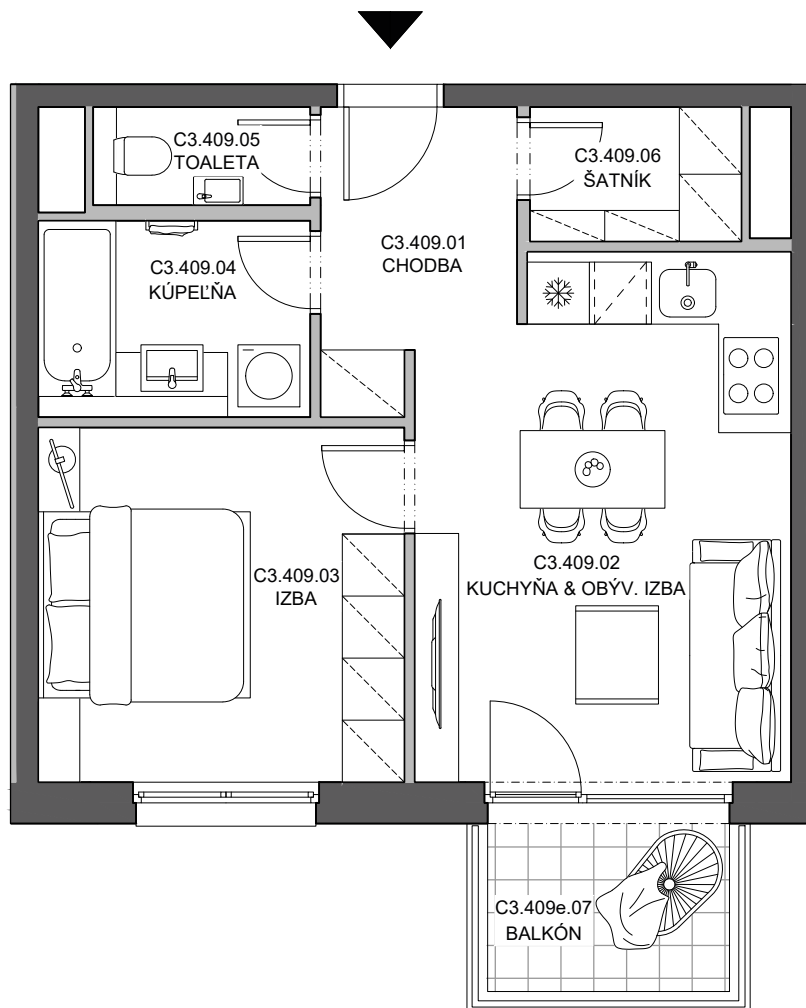 C3.409.05
TOALETA
C3.409.06
ŠATNÍK
C3.409.01
CHODBA
C3.409.04
KÚPEĽŇA
C3.409.03
IZBA
C3.409.02
KUCHYŇA & OBÝV. IZBA
C3.409e.07
BALKÓN